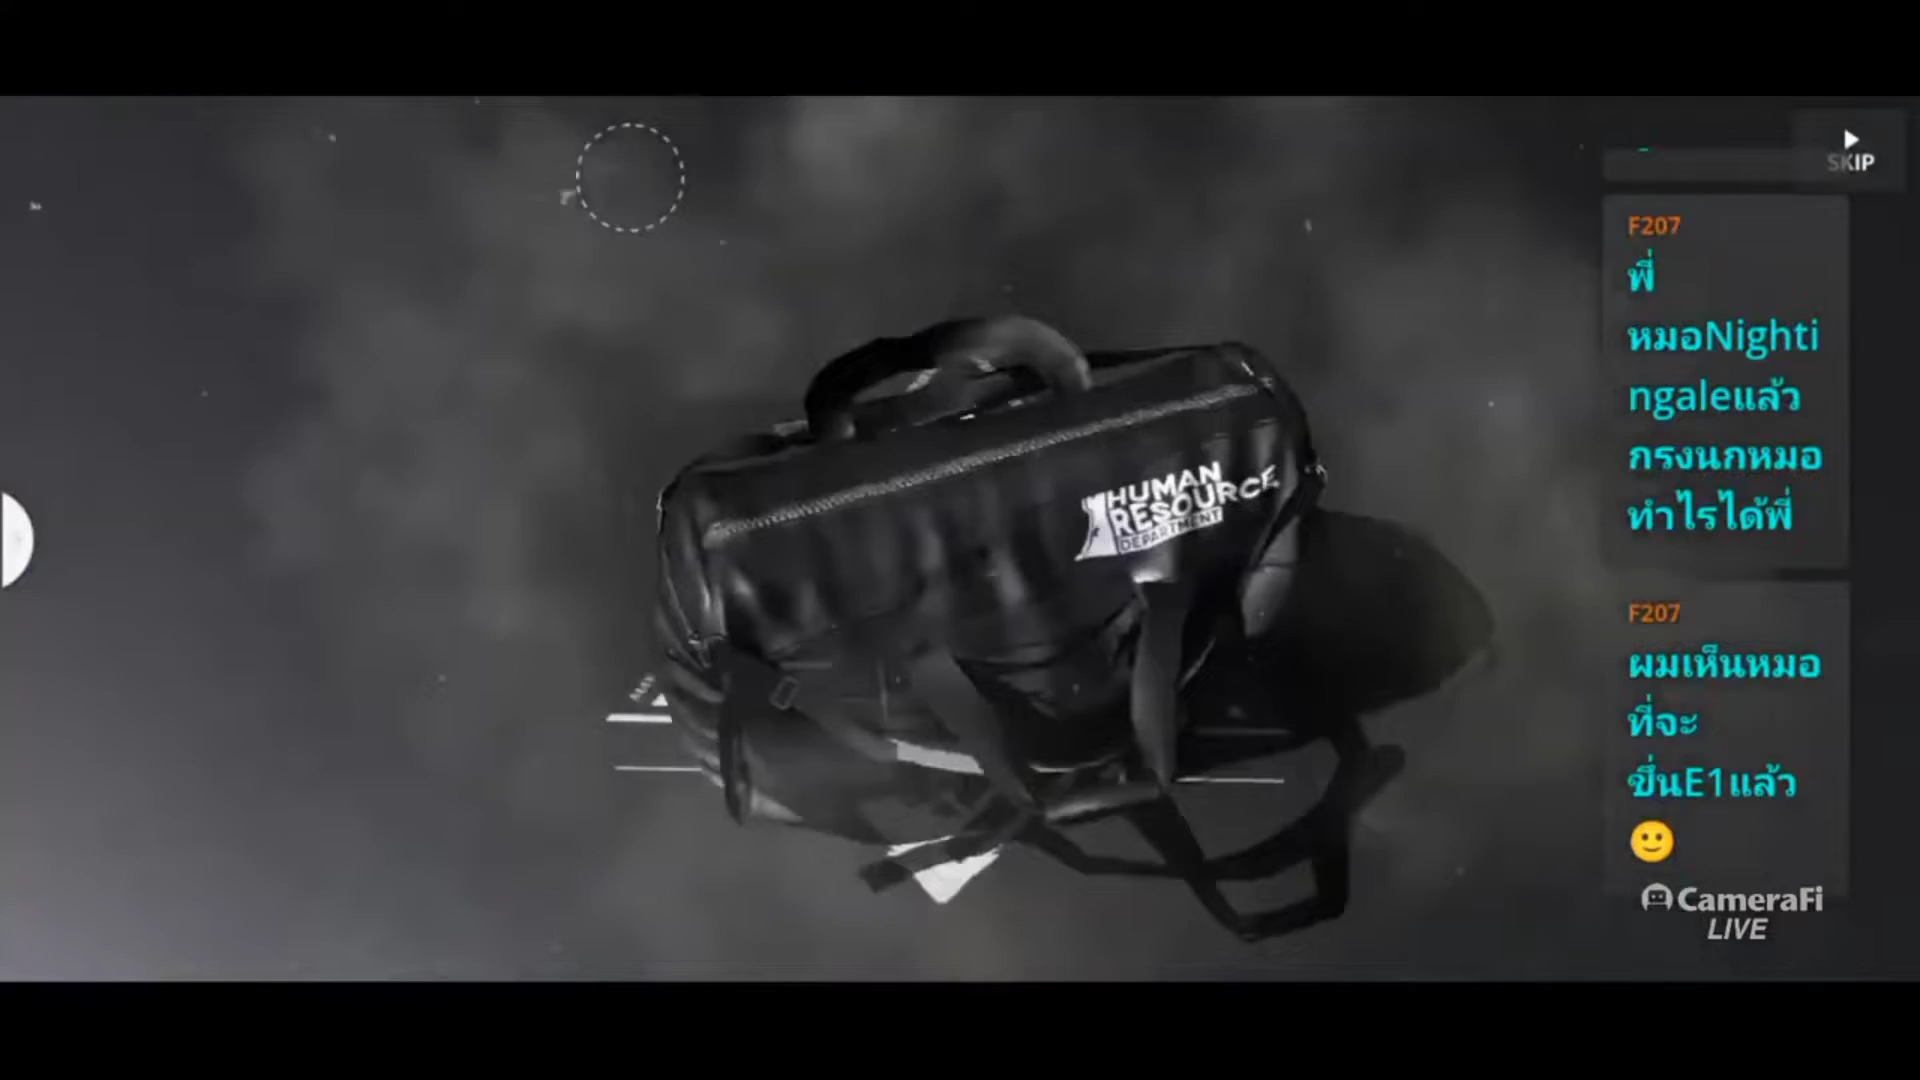 SKIP
F207
พี่
หมอNighti
ngaleแล้ว
กรงนกหมอ
ทำไรได้พี่
HUMAN
RESOURCE
DEPARTMENT
F207
ผมเห็นหมอ
ที่จะ
ขึ่นE1แล้ว
🙂
CameraFi
LIVE